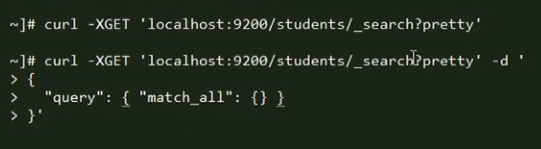 ~]# curl -XGET 'localhost:9200/students/_search?pretty'
~]# curl -XGET 'localhost:9200/students/_search?pretty' -d '
> {
>   "query": { "match_all": {} }
> }'